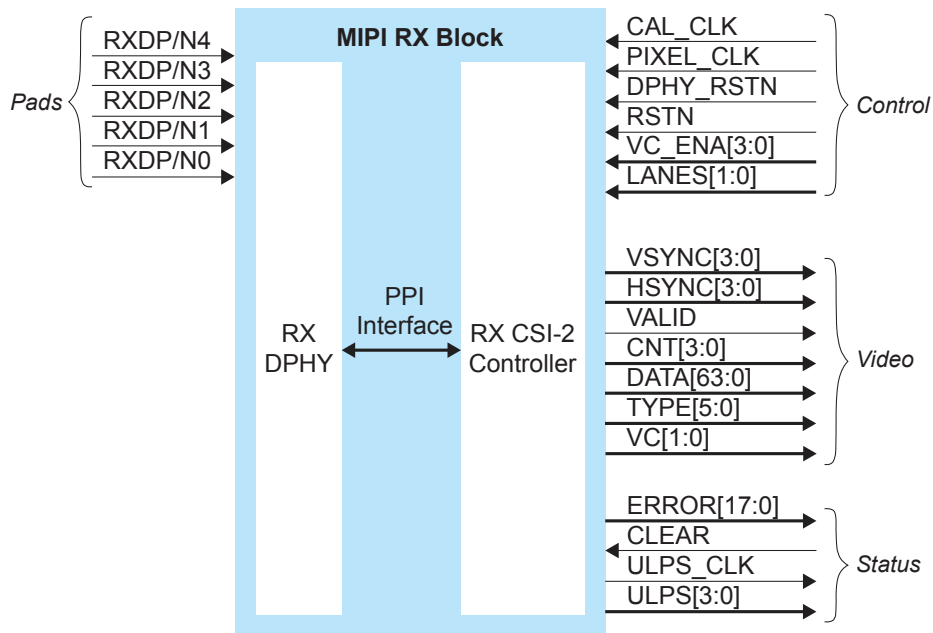 MIPI RX Block
Pads
RXDP/N4
RXDP/N3
RXDP/N2
RXDP/N1
RXDP/N0
RX
DPHY
PPI
Interface
RX CSI-2
Controller
CAL_CLK
PIXEL_CLK
DPHY_RSTN
RSTN
VC_ENA[3:0]
LANES[1:0]
Control
VSYNC[3:0]
HSYNC[3:0]
VALID
CNT[3:0]
DATA[63:0]
TYPE[5:0]
VC[1:0]
Video
ERROR[17:0]
CLEAR
ULPS_CLK
ULPS[3:0]
Status